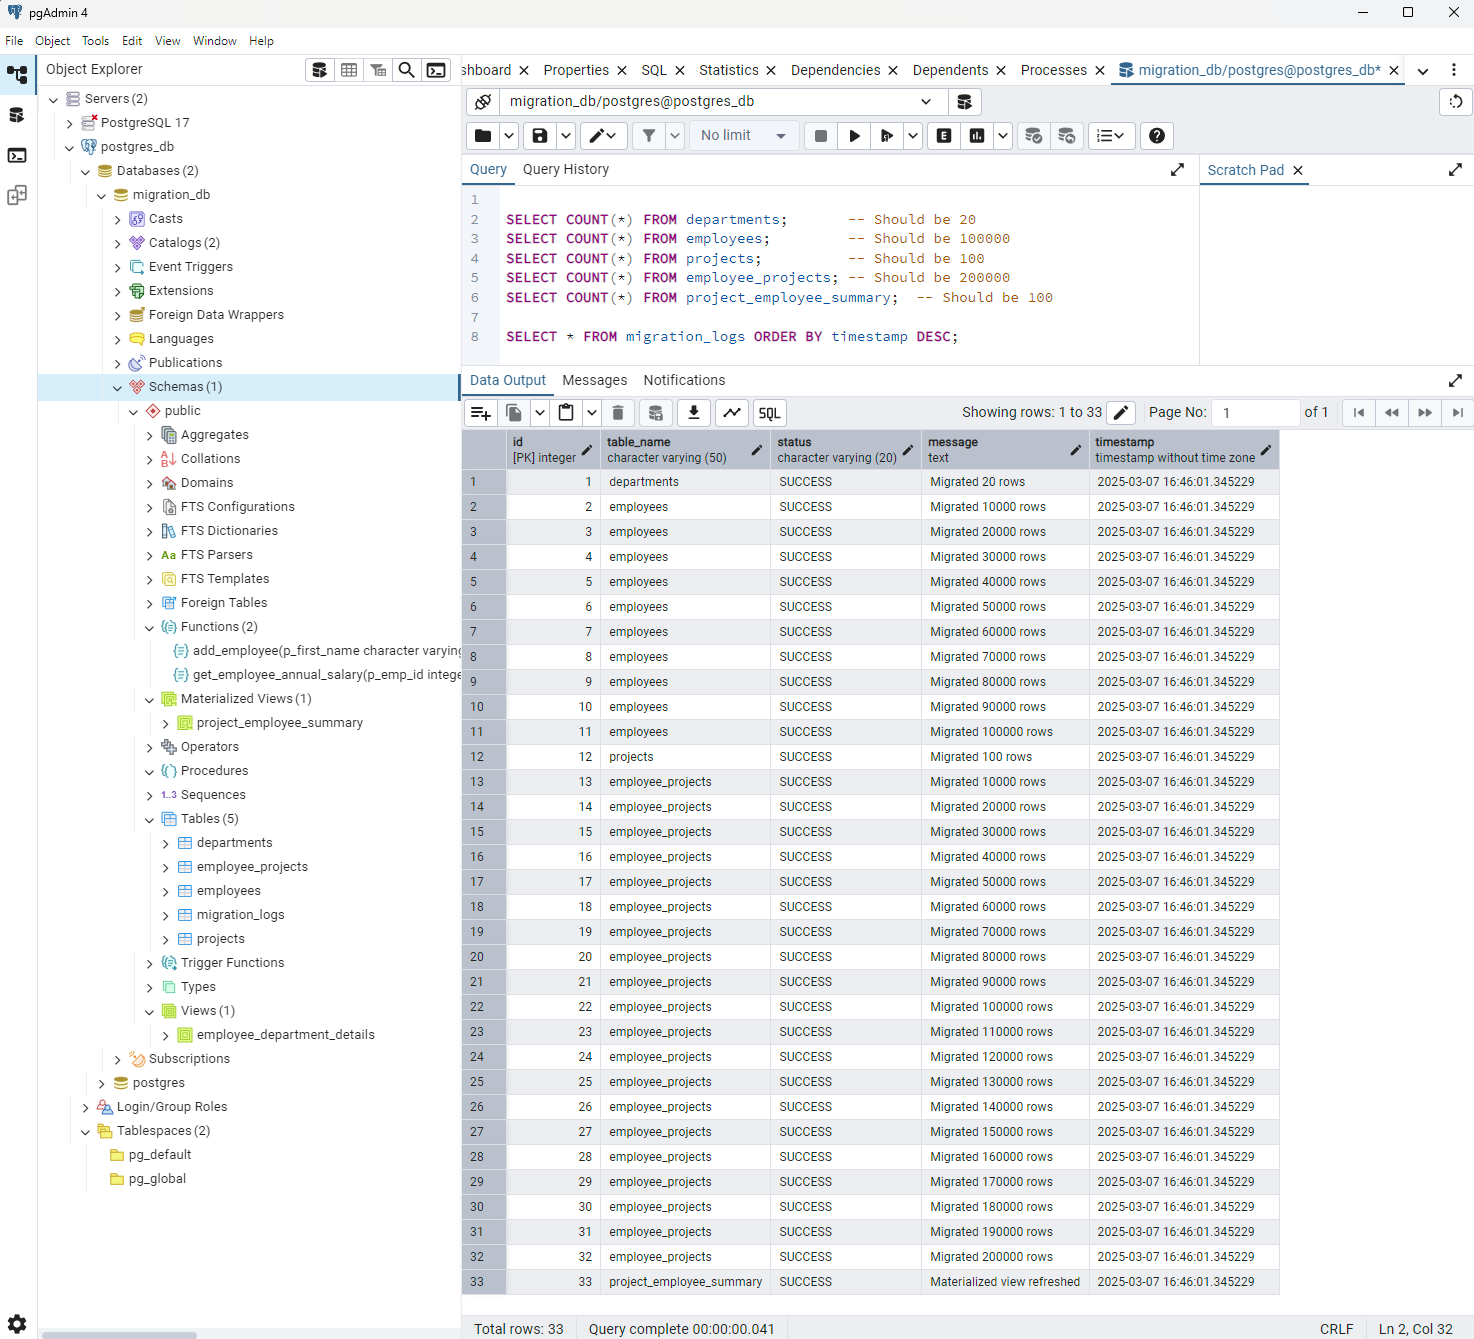 pgAdmin 4
File Object Tools Edit View Window Help
Object Explorer
Servers (2)
PostgreSQL 17
postgres_db
Databases (2)
migration_db
Casts
Catalogs (2)
Event Triggers
Extensions
Foreign Data Wrappers
Languages
Publications
Schemas (1)
public
Aggregates
Collations
Domains
FTS Configurations
FTS Dictionaries
Aa FTS Parsers
FTS Templates
Foreign Tables
Functions (2)
add_employee(p_first_name character varying
get_employee_annual_salary(p_emp_id intege
Materialized Views (1)
project_employee_summary
Operators
Procedures
1..3 Sequences
Tables (5)
departments
employee_projects
employees
migration_logs
projects
Trigger Functions
Types
Views (1)
employee_department_details
Subscriptions
postgres
Login/Group Roles
Tablespaces (2)
pg_default
pg_global
shboard Properties SQL Statistics Dependencies Dependents Processes migration_db/postgres@postgres_db*
migration_db/postgres@postgres_db
No limit E
Query Query History
Scratch Pad
1
2 SELECT COUNT(*) FROM departments; -- Should be 20
3 SELECT COUNT(*) FROM employees; -- Should be 100000
4 SELECT COUNT(*) FROM projects; -- Should be 100
5 SELECT COUNT(*) FROM employee_projects; -- Should be 200000
6 SELECT COUNT(*) FROM project_employee_summary; -- Should be 100
7
8 SELECT * FROM migration_logs ORDER BY timestamp DESC;
Data Output Messages Notifications
SQL Showing rows: 1 to 33 Page No: 1 of 1
id table_name status message timestamp
[PK] integer character varying (50) character varying (20) text timestamp without time zone
1 1 departments SUCCESS Migrated 20 rows 2025-03-07 16:46:01.345229
2 2 employees SUCCESS Migrated 10000 rows 2025-03-07 16:46:01.345229
3 3 employees SUCCESS Migrated 20000 rows 2025-03-07 16:46:01.345229
4 4 employees SUCCESS Migrated 30000 rows 2025-03-07 16:46:01.345229
5 5 employees SUCCESS Migrated 40000 rows 2025-03-07 16:46:01.345229
6 6 employees SUCCESS Migrated 50000 rows 2025-03-07 16:46:01.345229
7 7 employees SUCCESS Migrated 60000 rows 2025-03-07 16:46:01.345229
8 8 employees SUCCESS Migrated 70000 rows 2025-03-07 16:46:01.345229
9 9 employees SUCCESS Migrated 80000 rows 2025-03-07 16:46:01.345229
10 10 employees SUCCESS Migrated 90000 rows 2025-03-07 16:46:01.345229
11 11 employees SUCCESS Migrated 100000 rows 2025-03-07 16:46:01.345229
12 12 projects SUCCESS Migrated 100 rows 2025-03-07 16:46:01.345229
13 13 employee_projects SUCCESS Migrated 10000 rows 2025-03-07 16:46:01.345229
14 14 employee_projects SUCCESS Migrated 20000 rows 2025-03-07 16:46:01.345229
15 15 employee_projects SUCCESS Migrated 30000 rows 2025-03-07 16:46:01.345229
16 16 employee_projects SUCCESS Migrated 40000 rows 2025-03-07 16:46:01.345229
17 17 employee_projects SUCCESS Migrated 50000 rows 2025-03-07 16:46:01.345229
18 18 employee_projects SUCCESS Migrated 60000 rows 2025-03-07 16:46:01.345229
19 19 employee_projects SUCCESS Migrated 70000 rows 2025-03-07 16:46:01.345229
20 20 employee_projects SUCCESS Migrated 80000 rows 2025-03-07 16:46:01.345229
21 21 employee_projects SUCCESS Migrated 90000 rows 2025-03-07 16:46:01.345229
22 22 employee_projects SUCCESS Migrated 100000 rows 2025-03-07 16:46:01.345229
23 23 employee_projects SUCCESS Migrated 110000 rows 2025-03-07 16:46:01.345229
24 24 employee_projects SUCCESS Migrated 120000 rows 2025-03-07 16:46:01.345229
25 25 employee_projects SUCCESS Migrated 130000 rows 2025-03-07 16:46:01.345229
26 26 employee_projects SUCCESS Migrated 140000 rows 2025-03-07 16:46:01.345229
27 27 employee_projects SUCCESS Migrated 150000 rows 2025-03-07 16:46:01.345229
28 28 employee_projects SUCCESS Migrated 160000 rows 2025-03-07 16:46:01.345229
29 29 employee_projects SUCCESS Migrated 170000 rows 2025-03-07 16:46:01.345229
30 30 employee_projects SUCCESS Migrated 180000 rows 2025-03-07 16:46:01.345229
31 31 employee_projects SUCCESS Migrated 190000 rows 2025-03-07 16:46:01.345229
32 32 employee_projects SUCCESS Migrated 200000 rows 2025-03-07 16:46:01.345229
33 33 project_employee_summary SUCCESS Materialized view refreshed 2025-03-07 16:46:01.345229
Total rows: 33 Query complete 00:00:00.041 CRLF Ln 2, Col 32